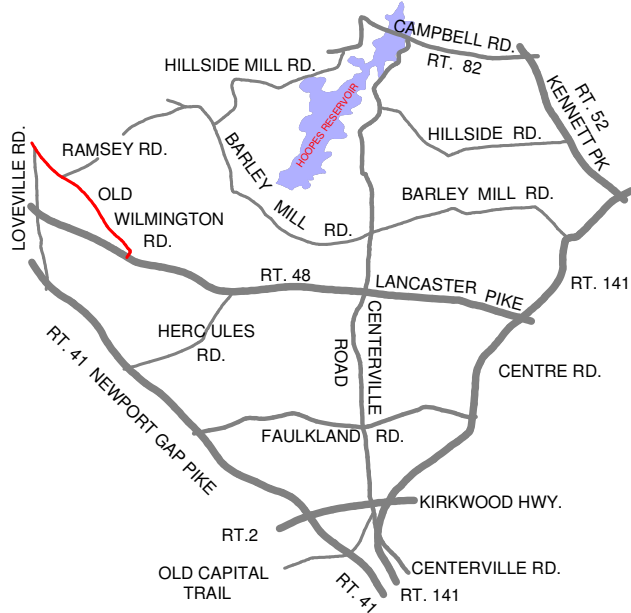 CAMPBELL RD.
RT. 82
HILLSIDE MILL RD.
RT. 52
KENNETT PK
HOOPES RESERVOIR
HILLSIDE RD.
LOVEVILLE RD.
RAMSEY RD.
BARLEY
MILL
RD.
BARLEY MILL RD.
OLD
WILMINGTON
RD.
RT. 48
LANCASTER PIKE
RT. 141
HERCULES
RD.
CENTERVILLE
ROAD
CENTRE RD.
RT. 41 NEWPORT GAP PIKE
FAULKLAND RD.
KIRKWOOD HWY.
RT.2
OLD CAPITAL
TRAIL
CENTERVILLE RD.
RT. 41
RT. 141